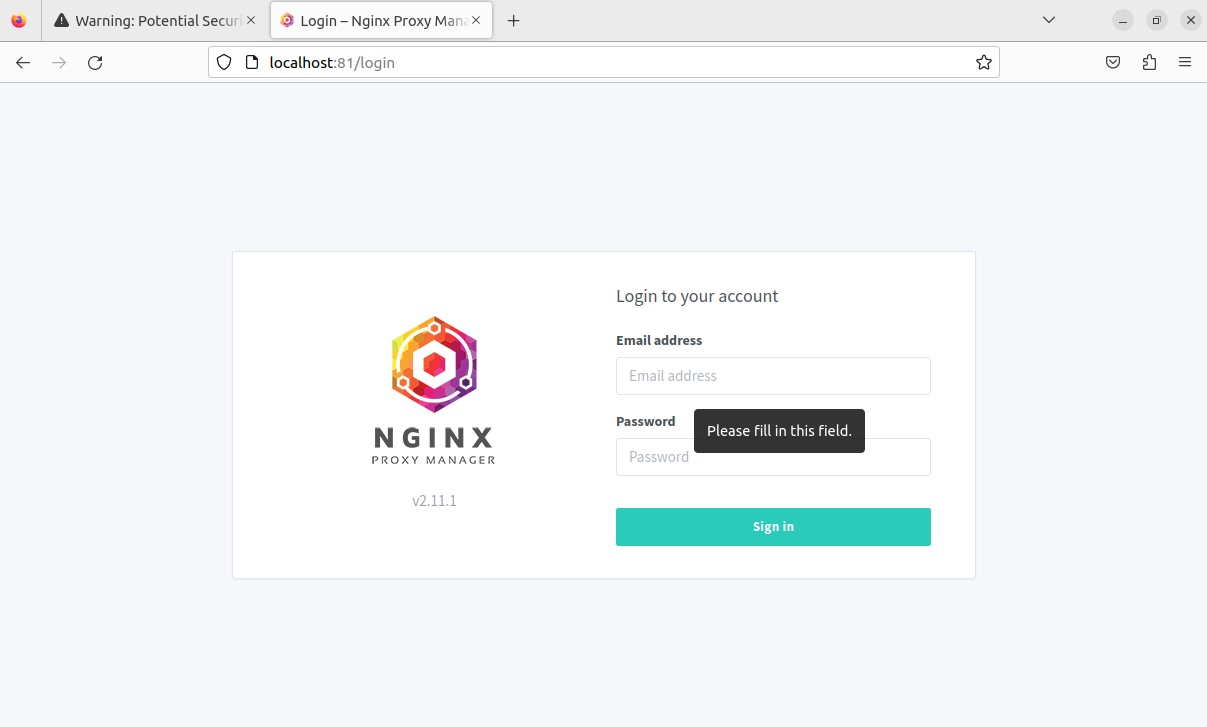 Warning: Potential Securi
Login – Nginx Proxy Mana
localhost:81/login
Login to your account
Email address
Email address
Password
Please fill in this field.
Password
Sign in
NGINX
PROXY MANAGER
v2.11.1